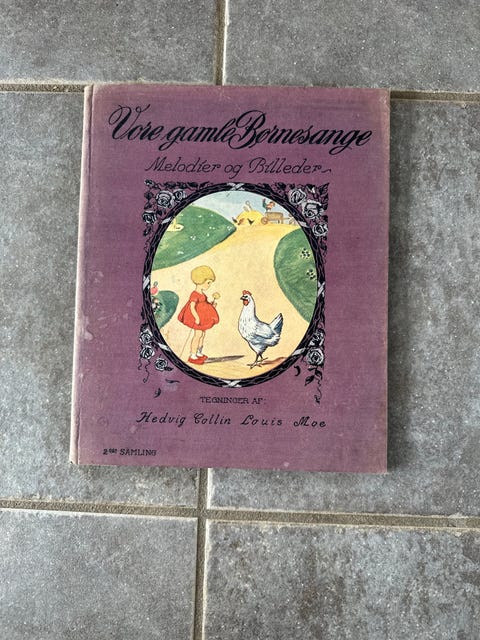 Vore gamle Børnesange
Melodier og Billeder
TEGNINGER AF:
Hedvig Collin Louis Moe
2DEN SAMLING